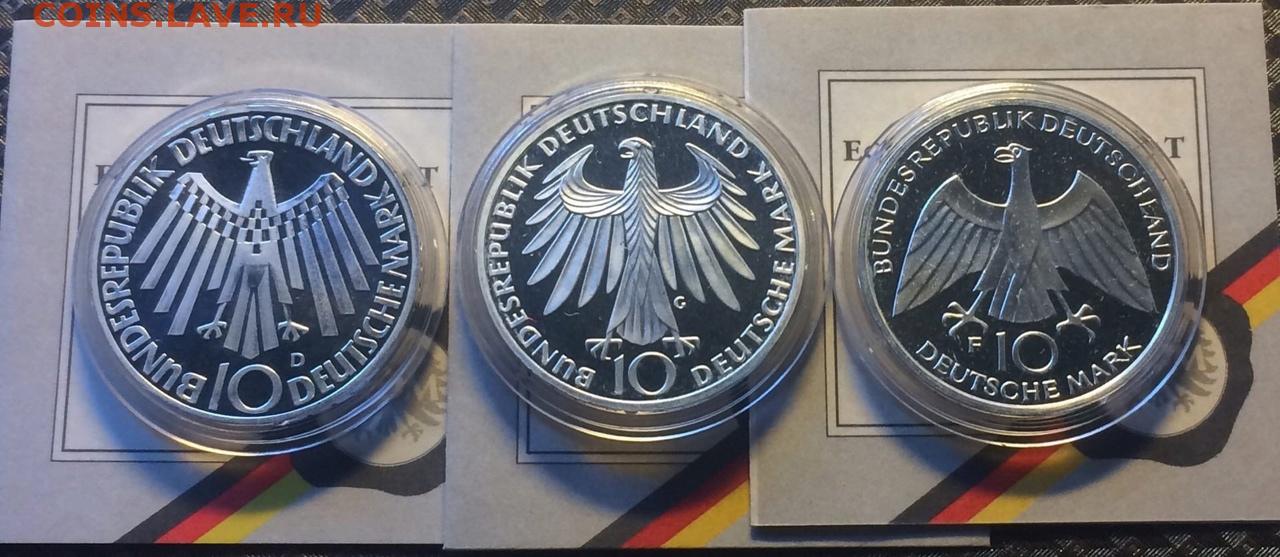 COINS.LAVE.RU
BUNDESREPUBLIK DEUTSCHLAND
10 DEUTSCHE MARK
D
BUNDESREPUBLIK DEUTSCHLAND
10 DEUTSCHE MARK
G
BUNDESREPUBLIK DEUTSCHLAND
F 10
DEUTSCHE MARK
T
T